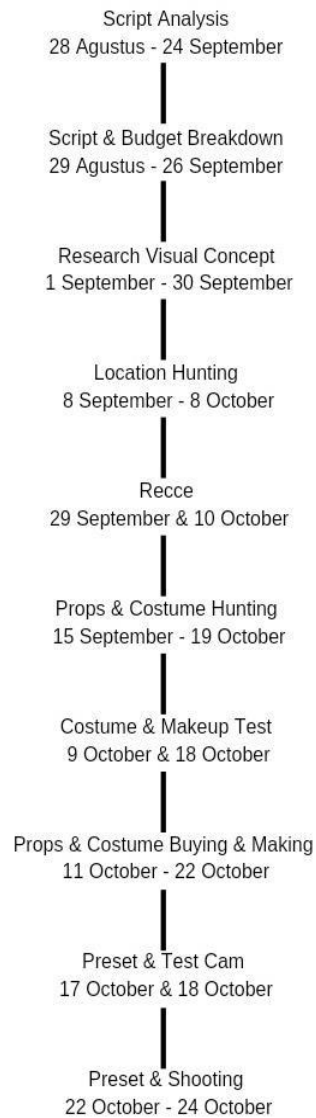 Script Analysis
28 Agustus - 24 September
Script & Budget Breakdown
29 Agustus - 26 September
Research Visual Concept
1 September - 30 September
Location Hunting
8 September - 8 October
Recce
29 September & 10 October
Props & Costume Hunting
15 September - 19 October
Costume & Makeup Test
9 October & 18 October
Props & Costume Buying & Making
11 October - 22 October
Preset & Test Cam
17 October & 18 October
Preset & Shooting
22 October - 24 October